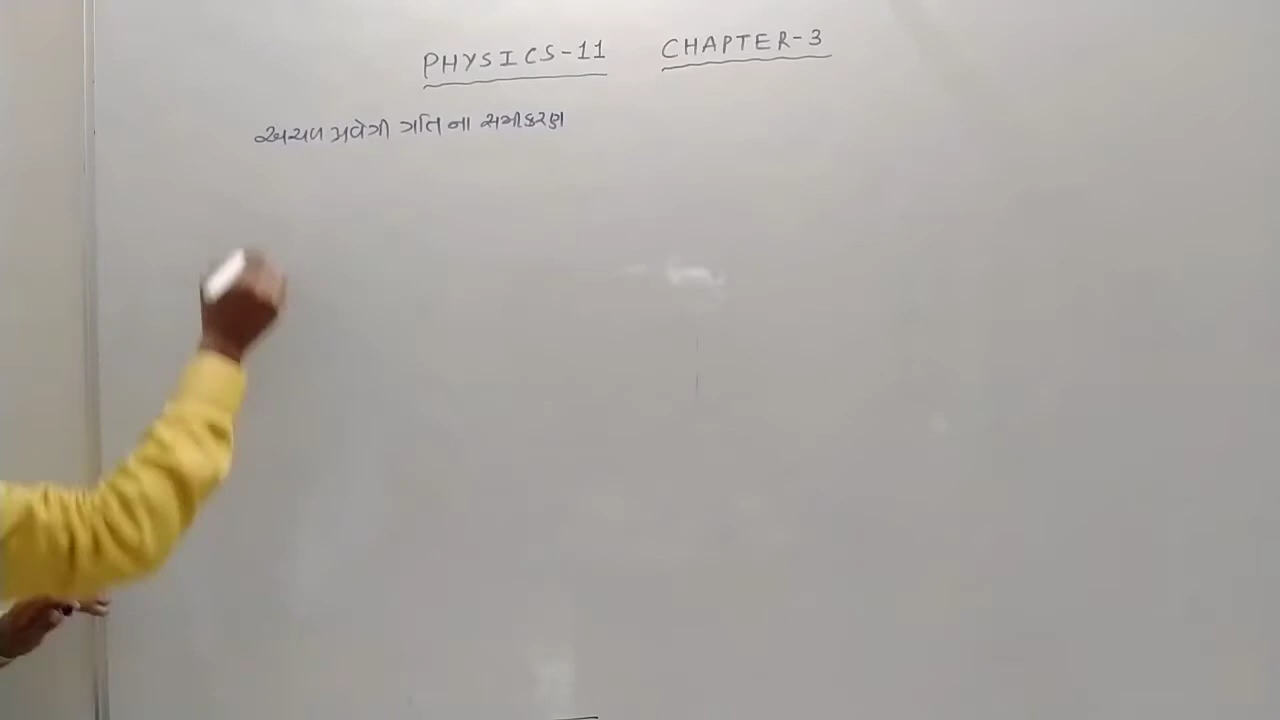 PHYSICS-11 CHAPTER-3
અચળ પ્રવેગી ગતિ ના સમીકરણ